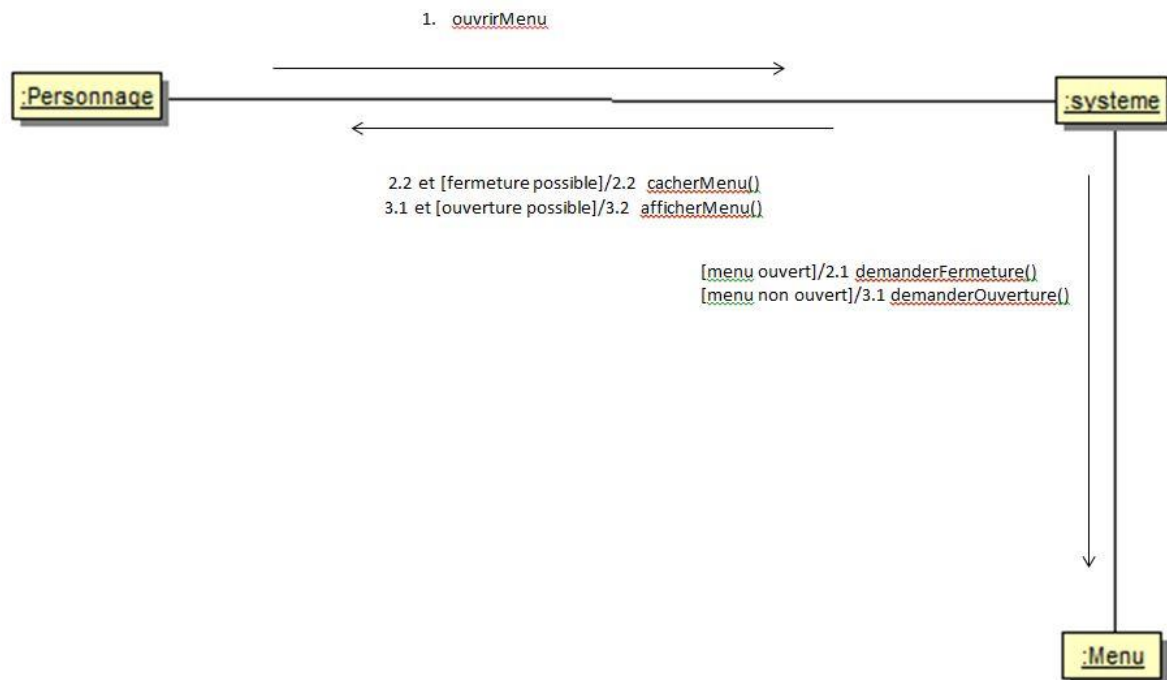 1. ouvrirMenu
:Personnage
:systeme
2.2 et [fermeture possible]/2.2 cacherMenu()
3.1 et [ouverture possible]/3.2 afficherMenu()
[menu ouvert]/2.1 demanderFermeture()
[menu non ouvert]/3.1 demanderOuverture()
:Menu